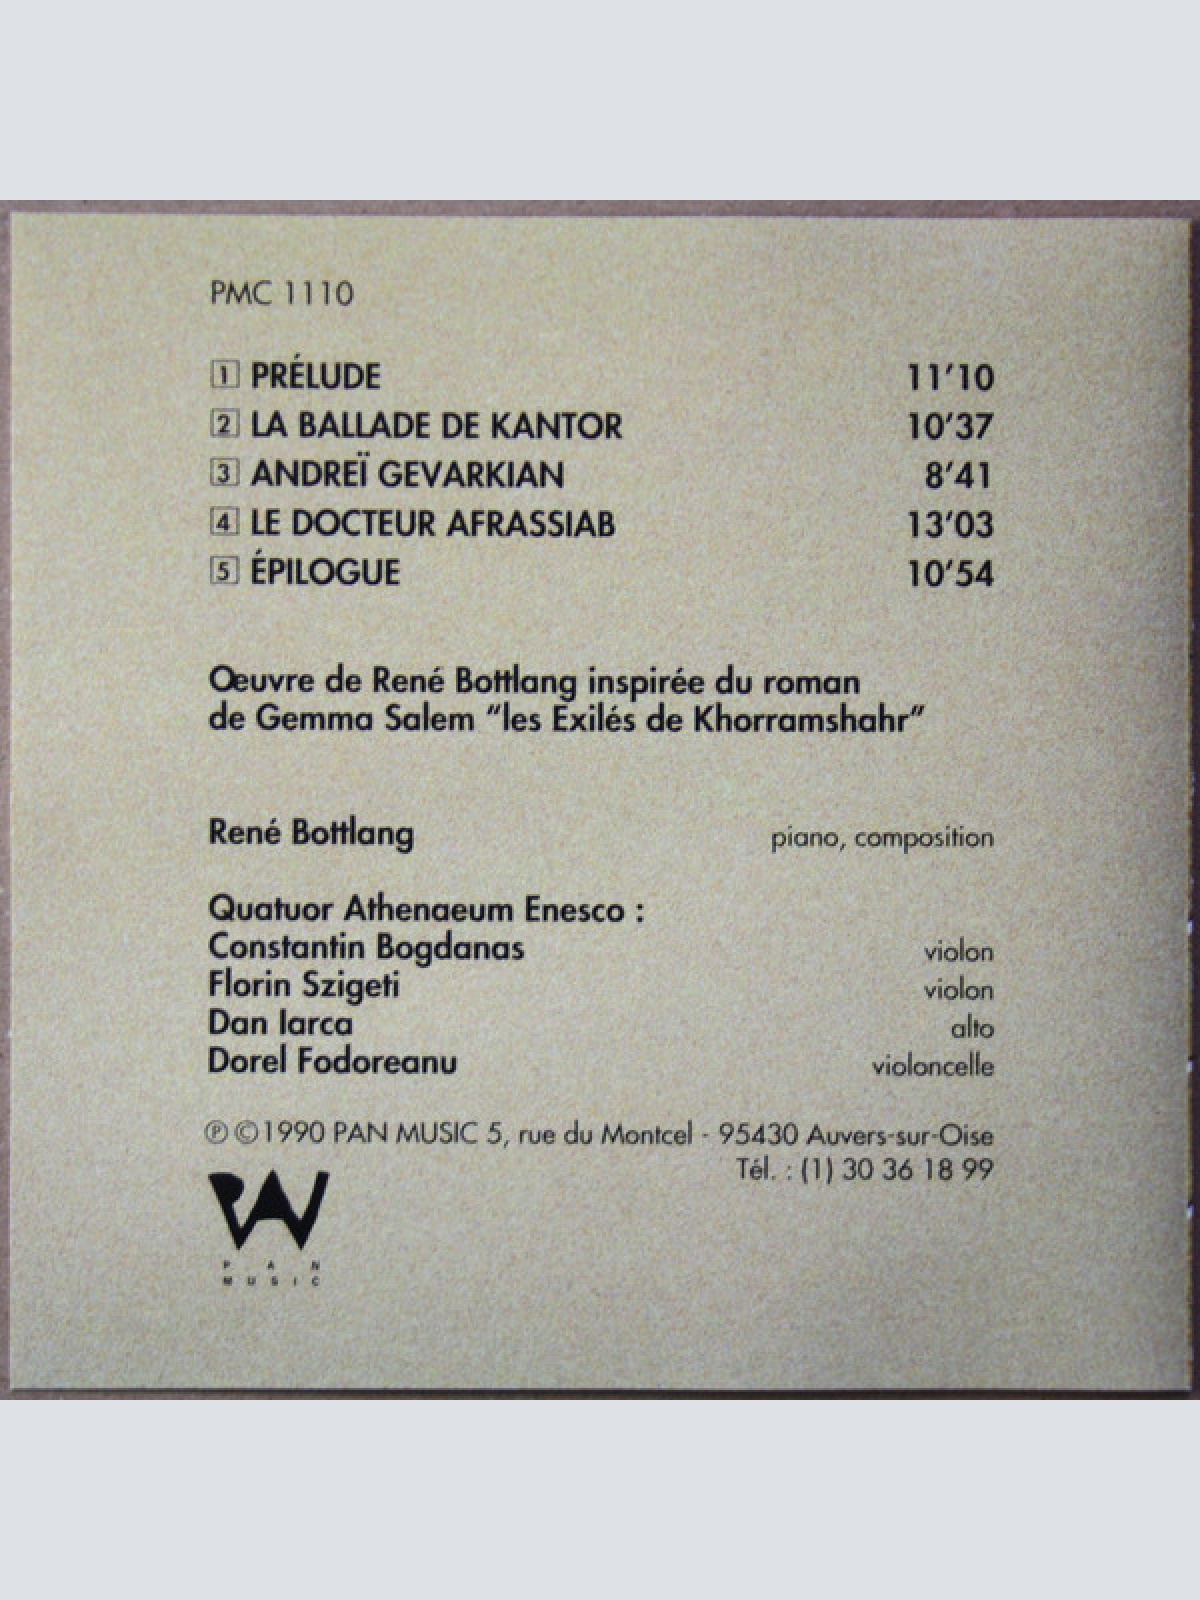 PMC 1110
1 PRÉLUDE 11'10
2 LA BALLADE DE KANTOR 10'37
3 ANDREÏ GEVARKIAN 8'41
4 LE DOCTEUR AFRASSIAB 13'03
5 ÉPILOGUE 10'54
Œuvre de René Bottlang inspirée du roman
de Gemma Salem "les Exilés de Khorramshahr"
René Bottlang piano, composition
Quatuor Athenaeum Enesco :
Constantin Bogdanas violon
Florin Szigeti violon
Dan Iarca alto
Dorel Fodoreanu violoncelle
℗ © 1990 PAN MUSIC 5, rue du Montcel - 95430 Auvers-sur-Oise
Tél. : (1) 30 36 18 99
PAN
PAN
MUSIC